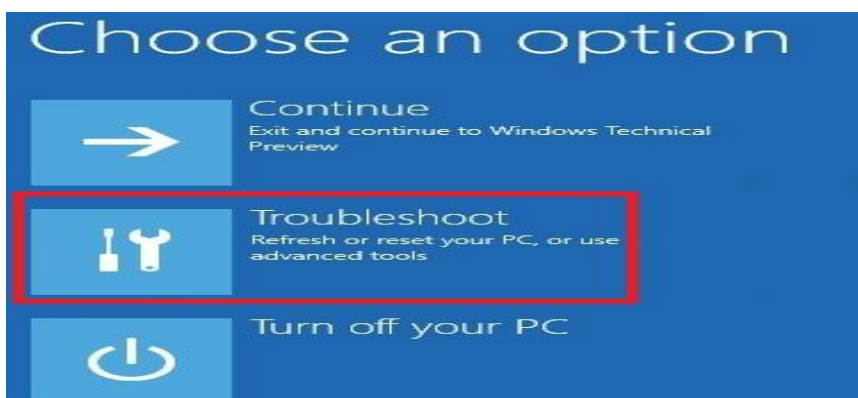 Choose an option
Continue
Exit and continue to Windows Technical
Preview
Troubleshoot
Refresh or reset your PC, or use
advanced tools
Turn off your PC